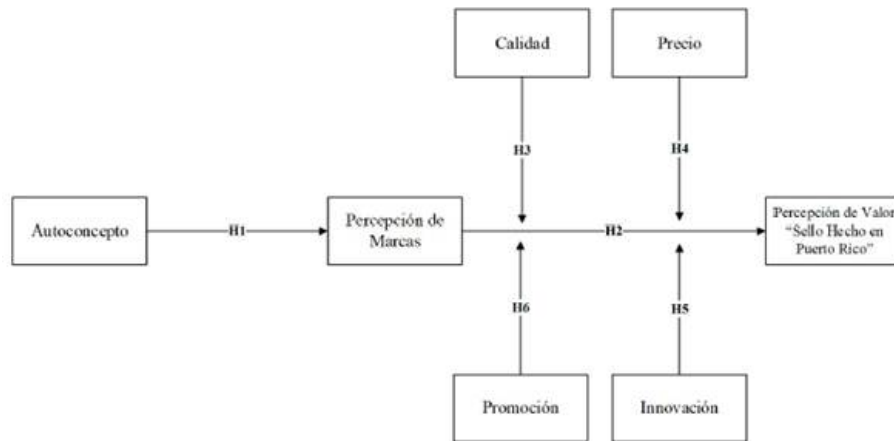 Calidad
Precio
H3
H4
Autoconcepto
H1
Percepción de
Marcas
H2
Percepción de Valor
“Sello Hecho en
Puerto Rico”
H6
H5
Promoción
Innovación